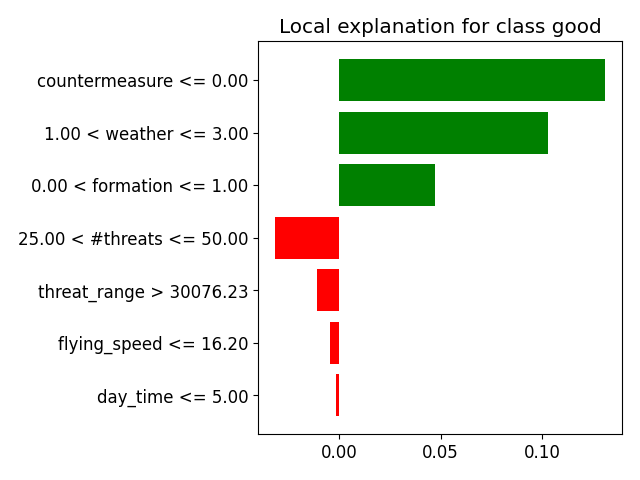 Local explanation for class good
countermeasure <= 0.00
1.00 < weather <= 3.00
0.00 < formation <= 1.00
25.00 < #threats <= 50.00
threat_range > 30076.23
flying_speed <= 16.20
day_time <= 5.00
0.00 0.05 0.10